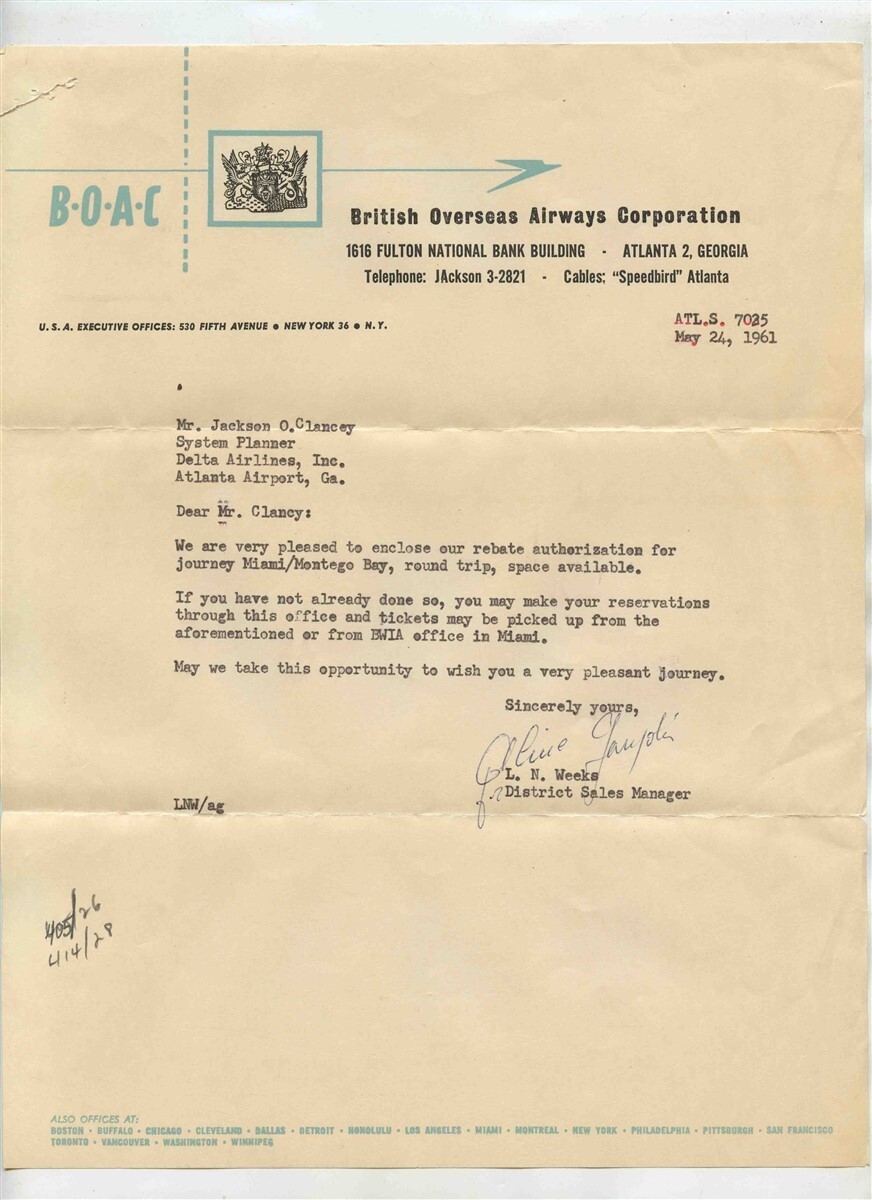 B·O·A·C
British Overseas Airways Corporation
1616 FULTON NATIONAL BANK BUILDING - ATLANTA 2, GEORGIA
Telephone: JAckson 3-2821 - Cables: "Speedbird" Atlanta
U.S.A. EXECUTIVE OFFICES: 530 FIFTH AVENUE ● NEW YORK 36 ● N.Y.
ATL.S. 7025
May 24, 1961
Mr. Jackson O.Clancey
System Planner
Delta Airlines, Inc.
Atlanta Airport, Ga.
Dear Mr. Clancy:
We are very pleased to enclose our rebate authorization for
journey Miami/Montego Bay, round trip, space available.
If you have not already done so, you may make your reservations
through this office and tickets may be picked up from the
aforementioned or from BWIA office in Miami.
May we take this opportunity to wish you a very pleasant journey.
Sincerely yours,
L. N. Weeks
District Sales Manager
LNW/ag
405/26
414/28
ALSO OFFICES AT:
BOSTON · BUFFALO · CHICAGO · CLEVELAND · DALLAS · DETROIT · HONOLULU · LOS ANGELES · MIAMI · MONTREAL · NEW YORK · PHILADELPHIA · PITTSBURGH · SAN FRANCISCO
TORONTO · VANCOUVER · WASHINGTON · WINNIPEG